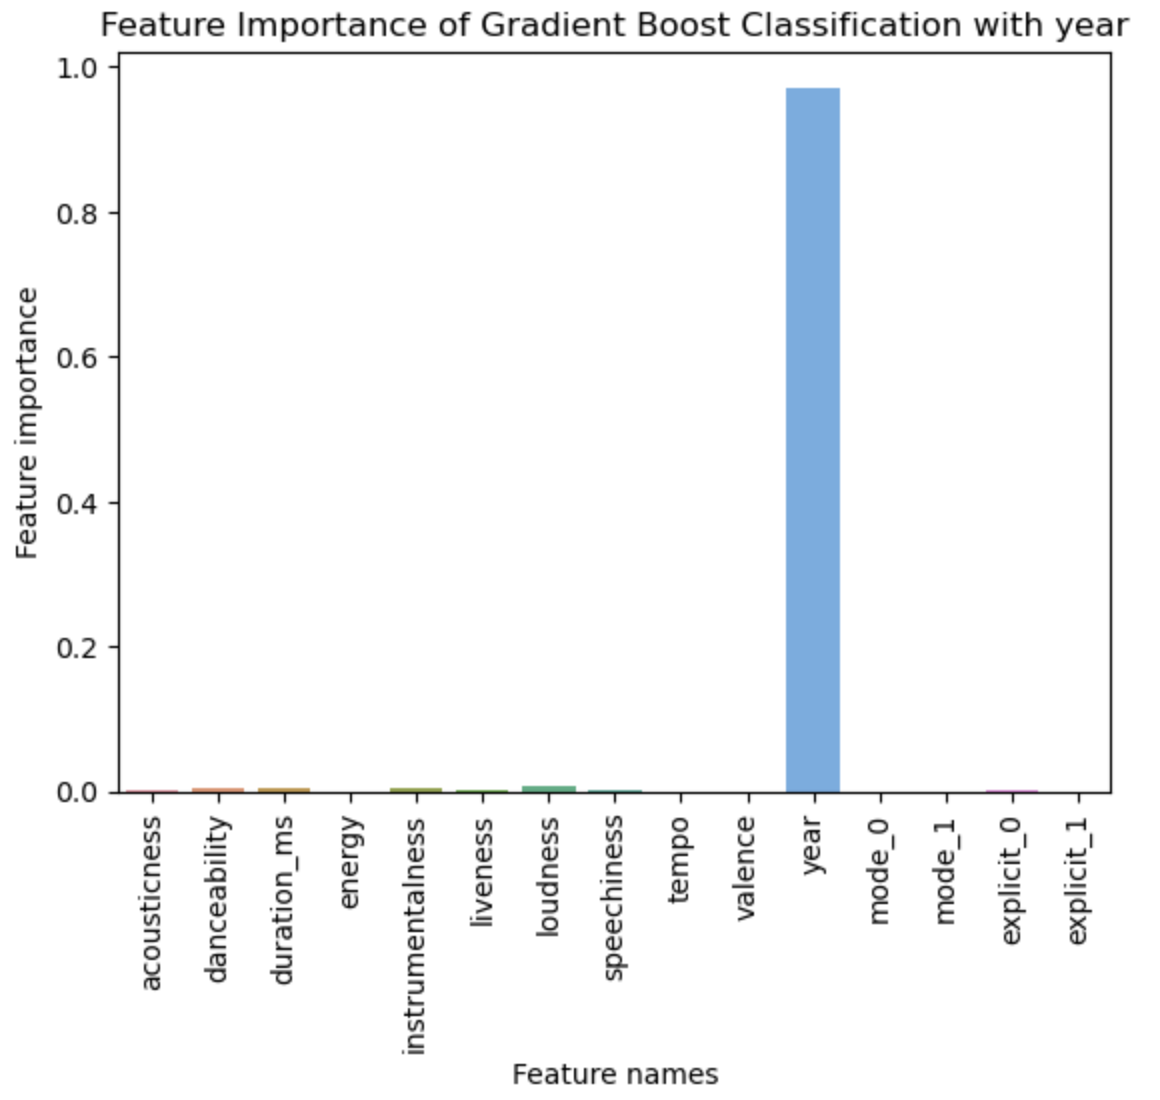 Feature Importance of Gradient Boost Classification with year
1.0
0.8
0.6
0.4
0.2
0.0
Feature importance
acousticness
danceability
duration_ms
energy
instrumentalness
liveness
loudness
speechiness
tempo
valence
year
mode_0
mode_1
explicit_0
explicit_1
Feature names